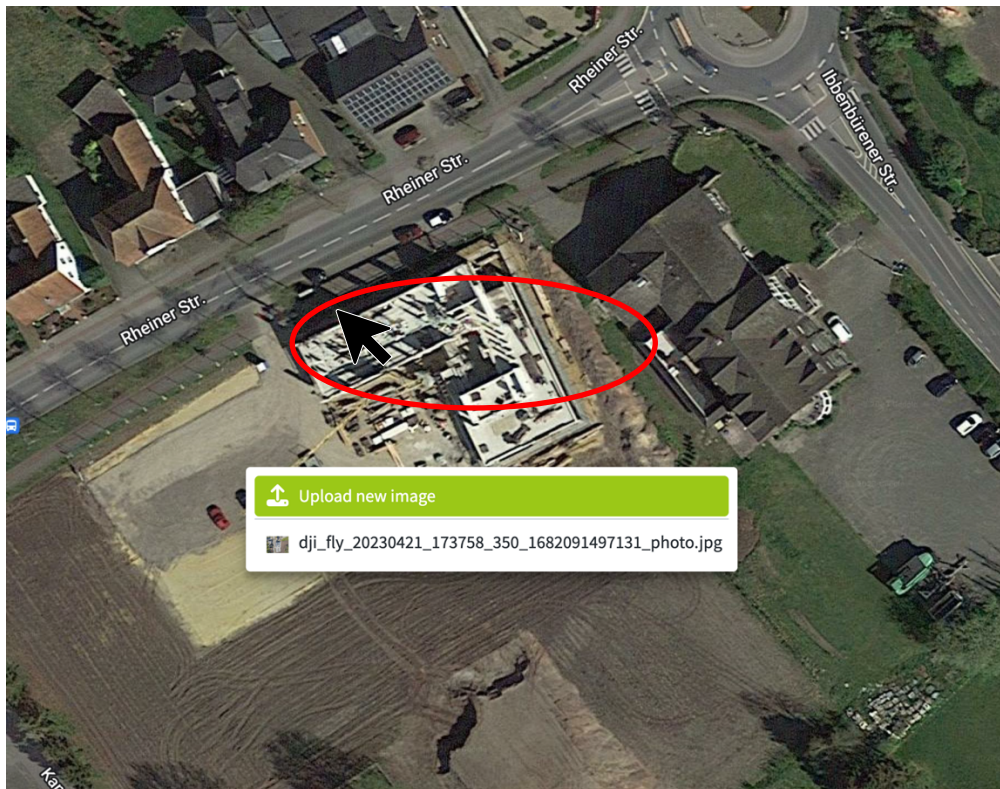 Rheiner Str.
Ibbenbürener Str.
Rheiner Str.
Rheiner Str.
Upload new image
dji_fly_20230421_173758_350_1682091497131_photo.jpg